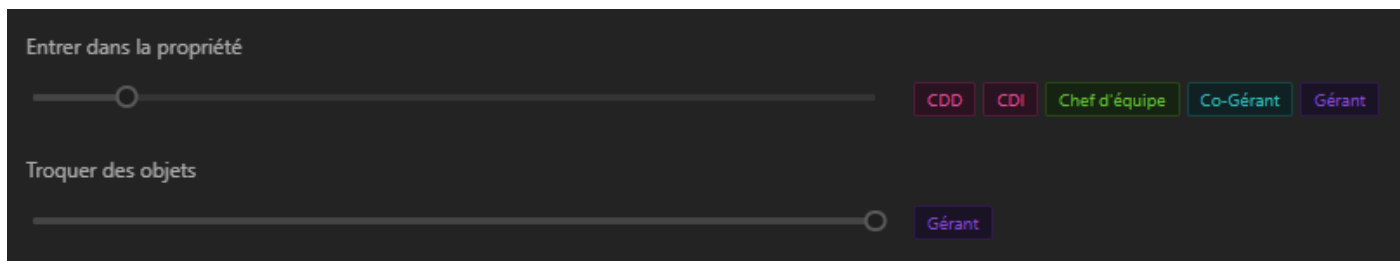 Entrer dans la propriété
CDD CDI Chef d'équipe Co-Gérant Gérant
Troquer des objets
Gérant